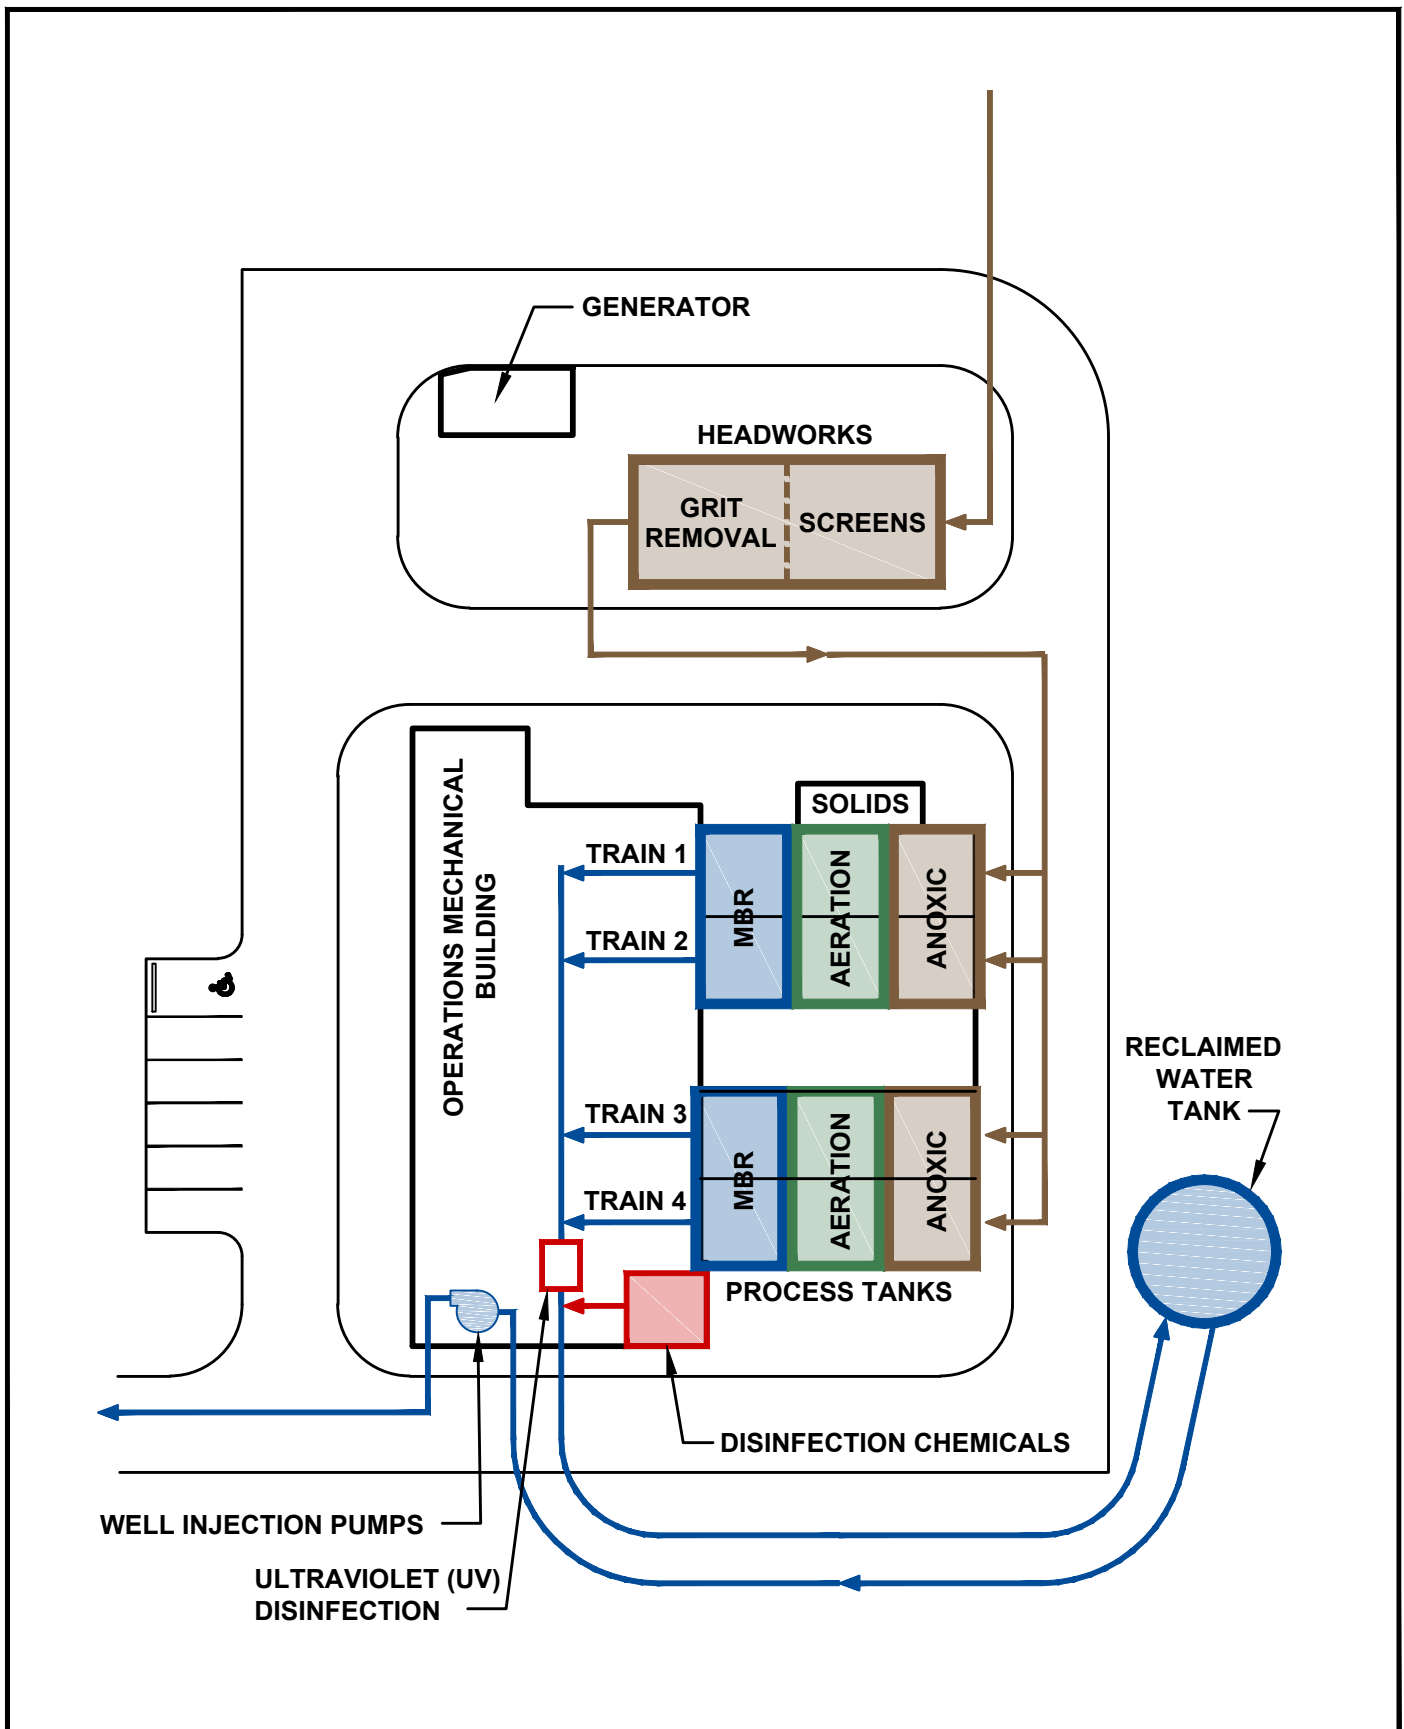 GENERATOR
HEADWORKS
GRIT
REMOVAL
SCREENS
OPERATIONS MECHANICAL
BUILDING
SOLIDS
TRAIN 1
TRAIN 2
MBR
AERATION
ANOXIC
TRAIN 3
TRAIN 4
MBR
AERATION
ANOXIC
PROCESS TANKS
RECLAIMED
WATER
TANK
DISINFECTION CHEMICALS
WELL INJECTION PUMPS
ULTRAVIOLET (UV)
DISINFECTION